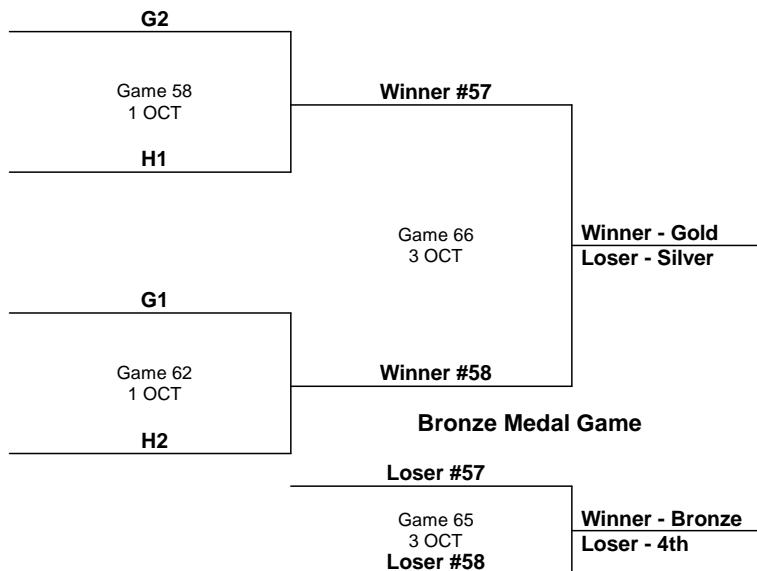 G2
Game 58
1 OCT
Winner #57
H1
Game 66
3 OCT
Winner - Gold
Loser - Silver
G1
Game 62
1 OCT
Winner #58
H2
Bronze Medal Game
Loser #57
Game 65
3 OCT
Winner - Bronze
Loser - 4th
Loser #58